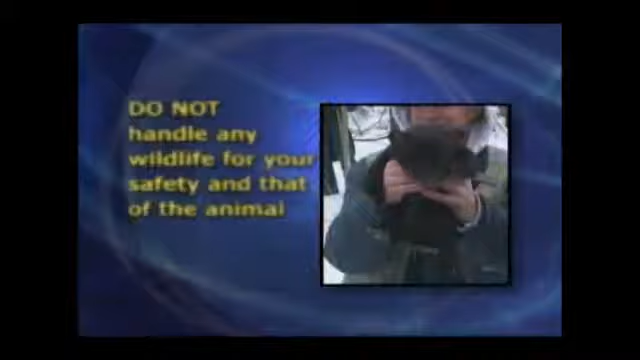 DO NOT
handle any
wildlife for your
safety and that
of the animal